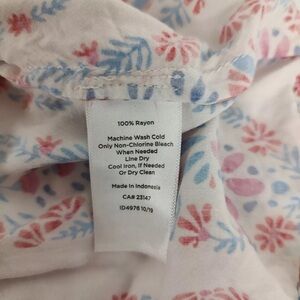 100% Rayon
Machine Wash Cold
Only Non-Chlorine Bleach
When Needed
Line Dry
Cool Iron, If Needed
Or Dry Clean
Made in Indonesia
CA# 23147
ID4976 10/19